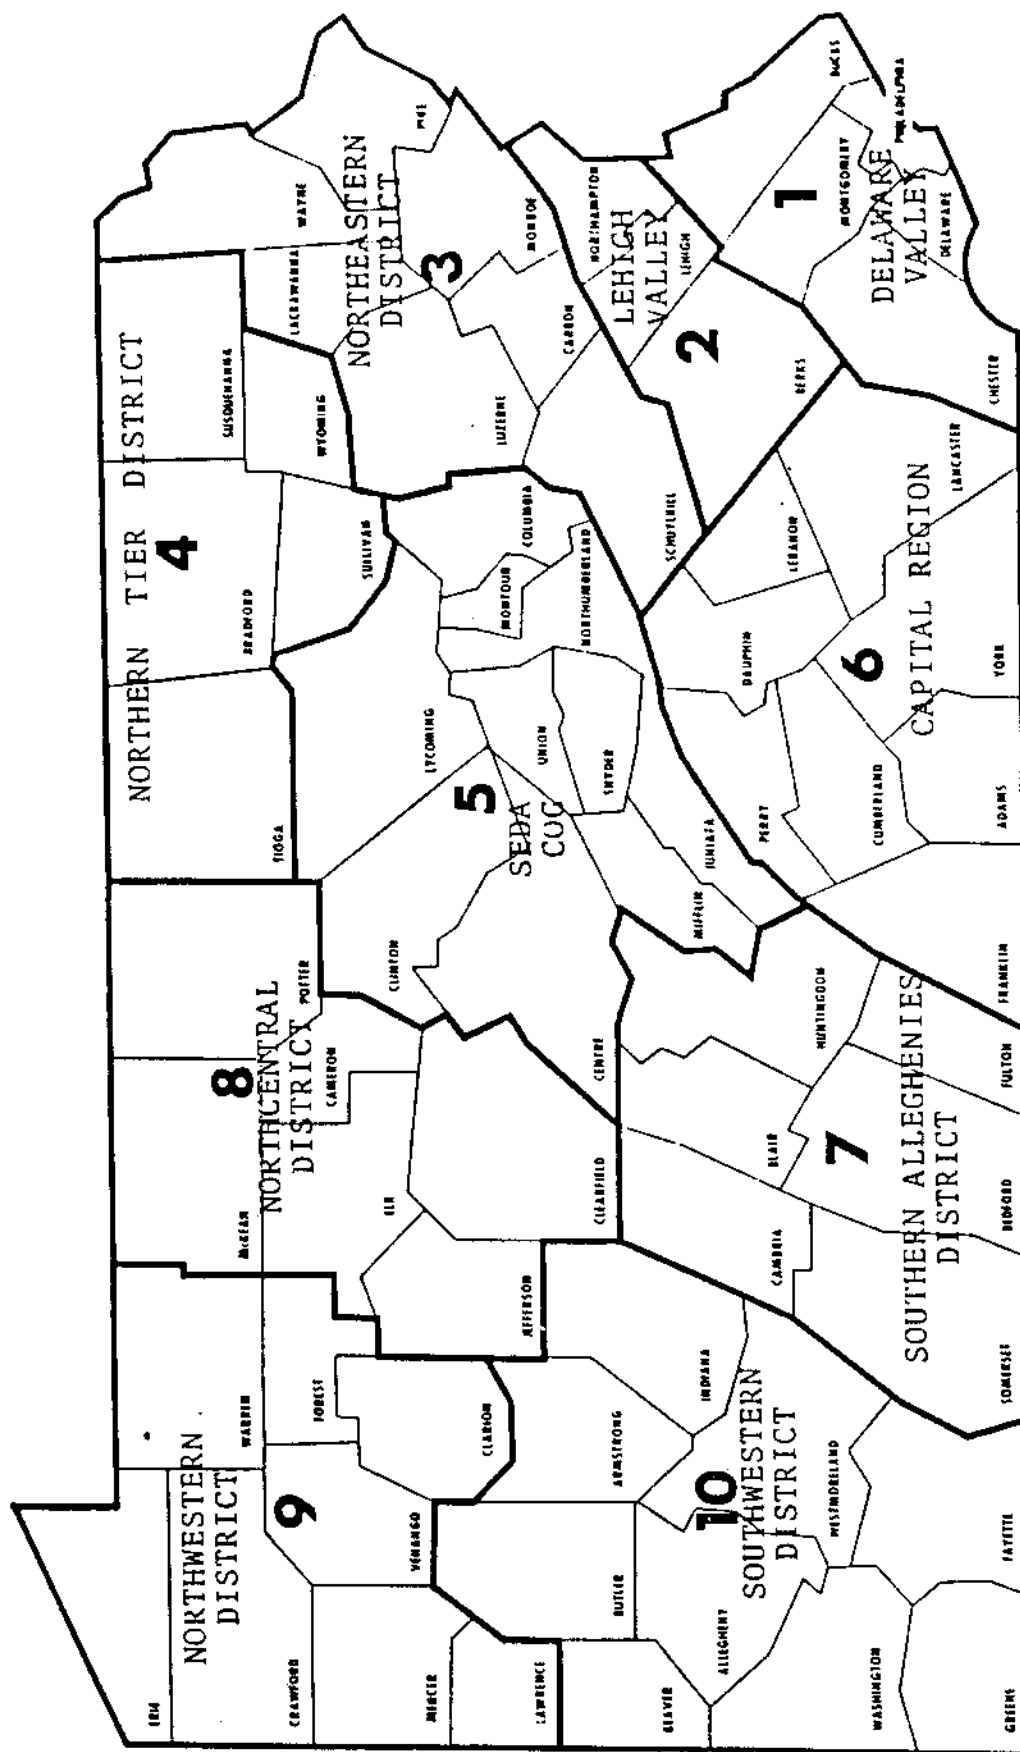 ERIE
CRAWFORD
MERCER
LAWRENCE
VENANGO
WARREN
FOREST
CLARION
NORTHWESTERN
DISTRICT
9
McKEAN
POTTER
CAMERON
ELK
JEFFERSON
CLEARFIELD
8
NORTHCENTRAL
DISTRICT
NORTHERN TIER DISTRICT
4
TIOGA
BRADFORD
SULLIVAN
SUSQUEHANNA
WYOMING
WAYNE
LACKAWANNA
PIKE
NORTHEASTERN
DISTRICT
3
LUZERNE
MONROE
CARBON
SCHUYLKILL
CLINTON
LYCOMING
CENTRE
5
SEDA
COG
UNION
SNYDER
MONTOUR
COLUMBIA
NORTHUMBERLAND
MIFFLIN
JUNIATA
NORTHAMPTON
LEHIGH
LEHIGH
VALLEY
2
BERKS
BUCKS
1
MONTGOMERY
PHILADELPHIA
DELAWARE
VALLEY
DELAWARE
CHESTER
PERRY
DAUPHIN
LEBANON
CUMBERLAND
6
CAPITAL REGION
LANCASTER
YORK
ADAMS
FRANKLIN
HUNTINGDON
BLAIR
CAMBRIA
7
SOUTHERN ALLEGHENIES
DISTRICT
SOMERSET
BEDFORD
FULTON
BUTLER
ARMSTRONG
INDIANA
BEAVER
ALLEGHENY
10
SOUTHWESTERN
DISTRICT
WESTMORELAND
WASHINGTON
GREENE
FAYETTE